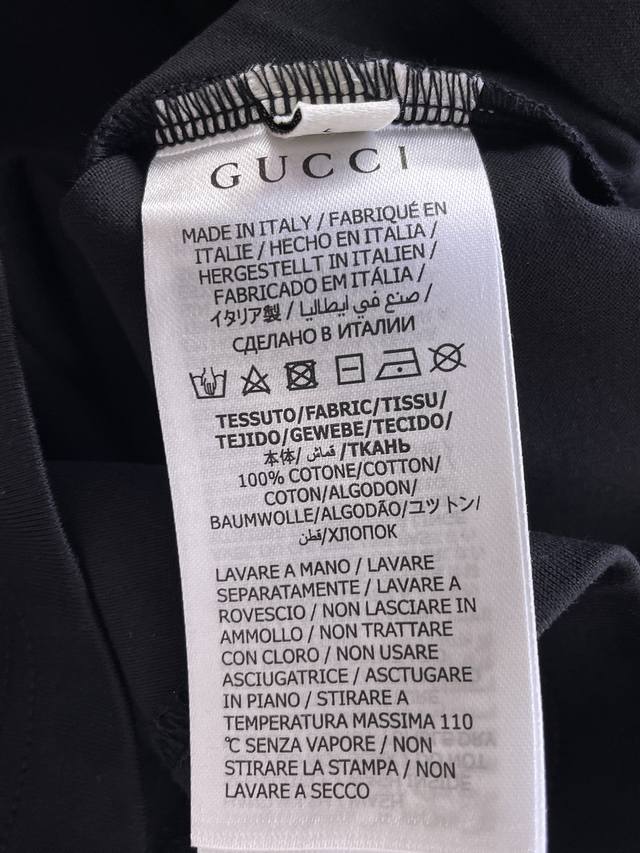 GUCCI
MADE IN ITALY / FABRIQUÉ EN
ITALIE / HECHO EN ITALIA /
HERGESTELLT IN ITALIEN /
FABRICADO EM ITÁLIA /
イタリア製 / صنع في ايطاليا /
СДЕЛАНО В ИТАЛИИ
TESSUTO/FABRIC/TISSU/
TEJIDO/GEWEBE/TECIDO/
本体/ قماش /ТКАНЬ
100% COTONE/COTTON/
COTON/ALGODON/
BAUMWOLLE/ALGODÃO/コットン/
قطن/ХЛОПОК
LAVARE A MANO / LAVARE
SEPARATAMENTE / LAVARE A
ROVESCIO / NON LASCIARE IN
AMMOLLO / NON TRATTARE
CON CLORO / NON USARE
ASCIUGATRICE / ASCTUGARE
IN PIANO / STIRARE A
TEMPERATURA MASSIMA 110
℃ SENZA VAPORE / NON
STIRARE LA STAMPA / NON
LAVARE A SECCO